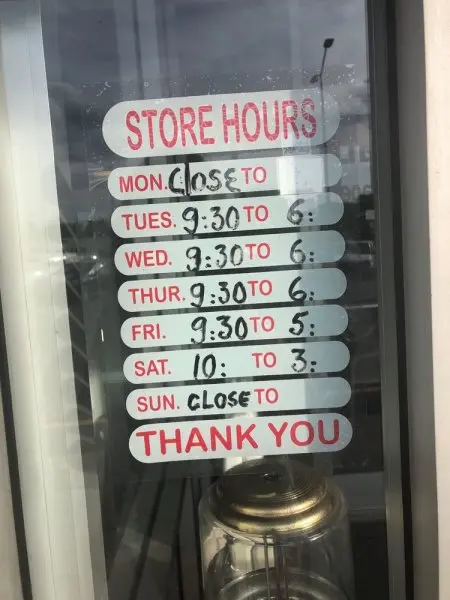 STORE HOURS
MON. Close TO
TUES. 9:30 TO 6:
WED. 9:30 TO 6:
THUR. 9:30 TO 6:
FRI. 9:30 TO 5:
SAT. 10: TO 3:
SUN. CLOSE TO
THANK YOU